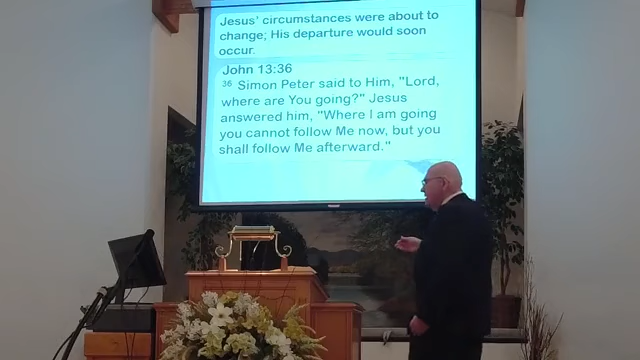 Jesus' circumstances were about to
change; His departure would soon
occur.
John 13:36
36 Simon Peter said to Him, "Lord,
where are You going?" Jesus
answered him, "Where I am going
you cannot follow Me now, but you
shall follow Me afterward."